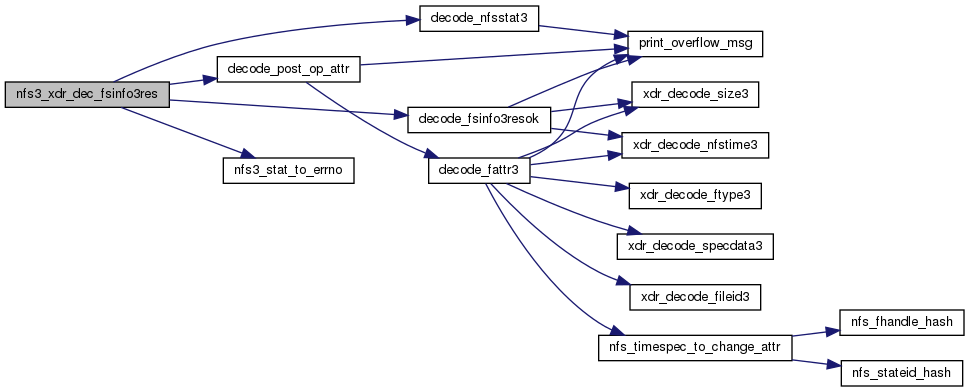 nfs3_xdr_dec_fsinfo3res
decode_nfsstat3
decode_post_op_attr
decode_fsinfo3resok
nfs3_stat_to_errno
decode_fattr3
print_overflow_msg
xdr_decode_size3
xdr_decode_nfstime3
xdr_decode_ftype3
xdr_decode_specdata3
xdr_decode_fileid3
nfs_timespec_to_change_attr
nfs_fhandle_hash
nfs_stateid_hash